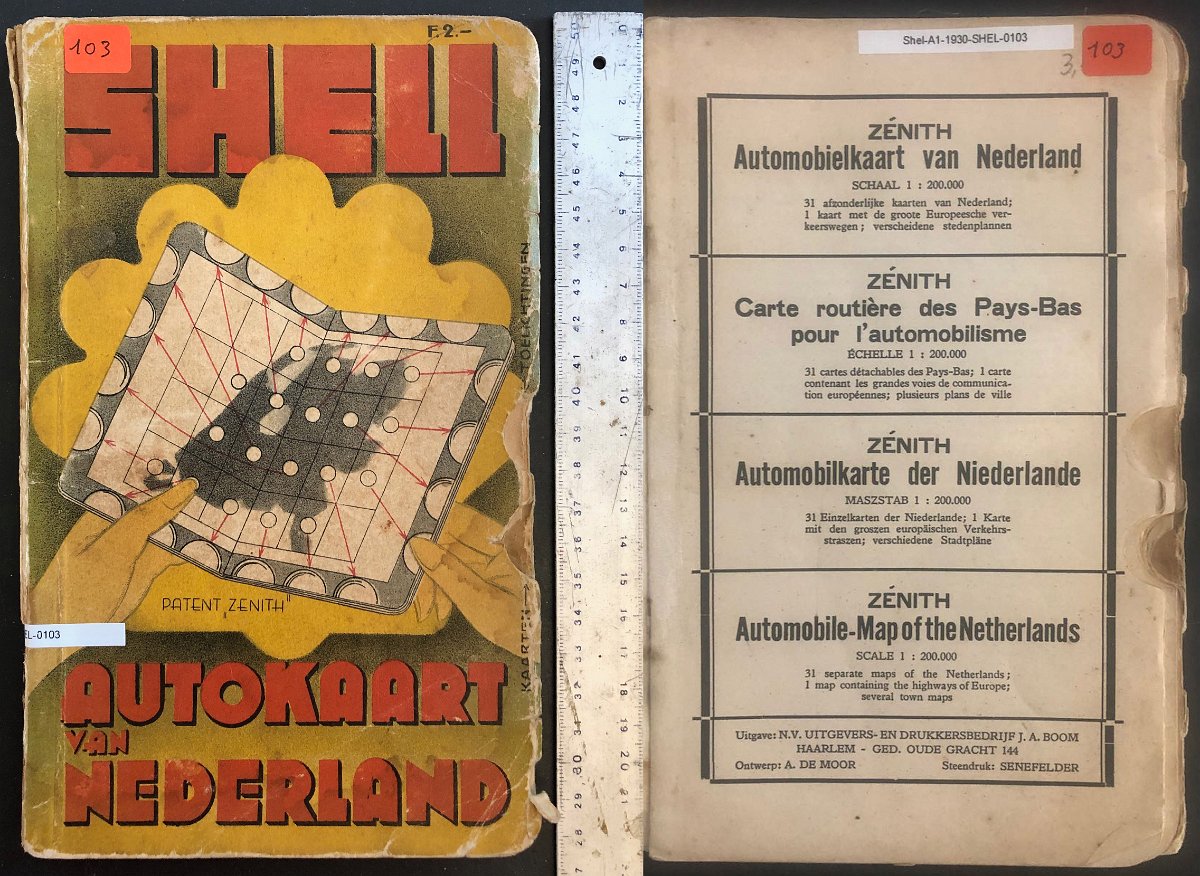 F. 2.–
103
SHELL
TOELICHTINGEN
PATENT „ZENITH"
KAARTEN →
EL-0103
AUTOKAART
VAN
NEDERLAND
Shel-A1-1930-SHEL-0103
3,
103
ZÉNITH
Automobielkaart van Nederland
SCHAAL 1 : 200.000
31 afzonderlijke kaarten van Nederland;
1 kaart met de groote Europeesche ver-
keerswegen; verscheidene stedenplannen
ZÉNITH
Carte routière des Pays-Bas
pour l'automobilisme
ÉCHELLE 1 : 200.000
31 cartes détachables des Pays-Bas; 1 carte
contenant les grandes voies de communica-
tion européennes; plusieurs plans de ville
ZÉNITH
Automobilkarte der Niederlande
MASZSTAB 1 : 200.000
31 Einzelkarten der Niederlande; 1 Karte
mit den groszen europäischen Verkehrs-
straszen; verschiedene Stadtpläne
ZÉNITH
Automobile-Map of the Netherlands
SCALE 1 : 200.000
31 separate maps of the Netherlands;
1 map containing the highways of Europe;
several town maps
Uitgave: N.V. UITGEVERS- EN DRUKKERSBEDRIJF J. A. BOOM
HAARLEM - GED. OUDE GRACHT 144
Ontwerp: A. DE MOOR Steendruk: SENEFELDER